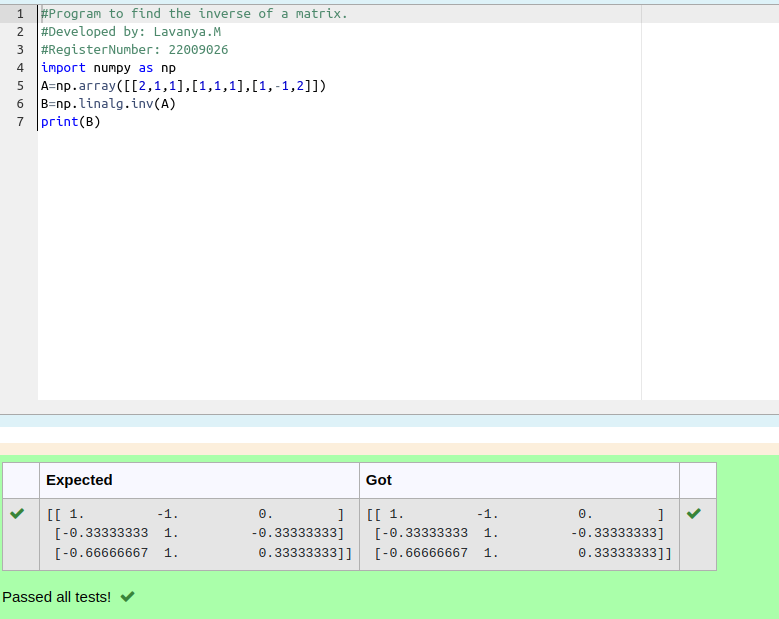 1 #Program to find the inverse of a matrix.
2 #Developed by: Lavanya.M
3 #RegisterNumber: 22009026
4 import numpy as np
5 A=np.array([[2,1,1],[1,1,1],[1,-1,2]])
6 B=np.linalg.inv(A)
7 print(B)
Expected Got
[[ 1. -1. 0. ] [[ 1. -1. 0. ]
[-0.33333333 1. -0.33333333] [-0.33333333 1. -0.33333333]
[-0.66666667 1. 0.33333333]] [-0.66666667 1. 0.33333333]]
Passed all tests!